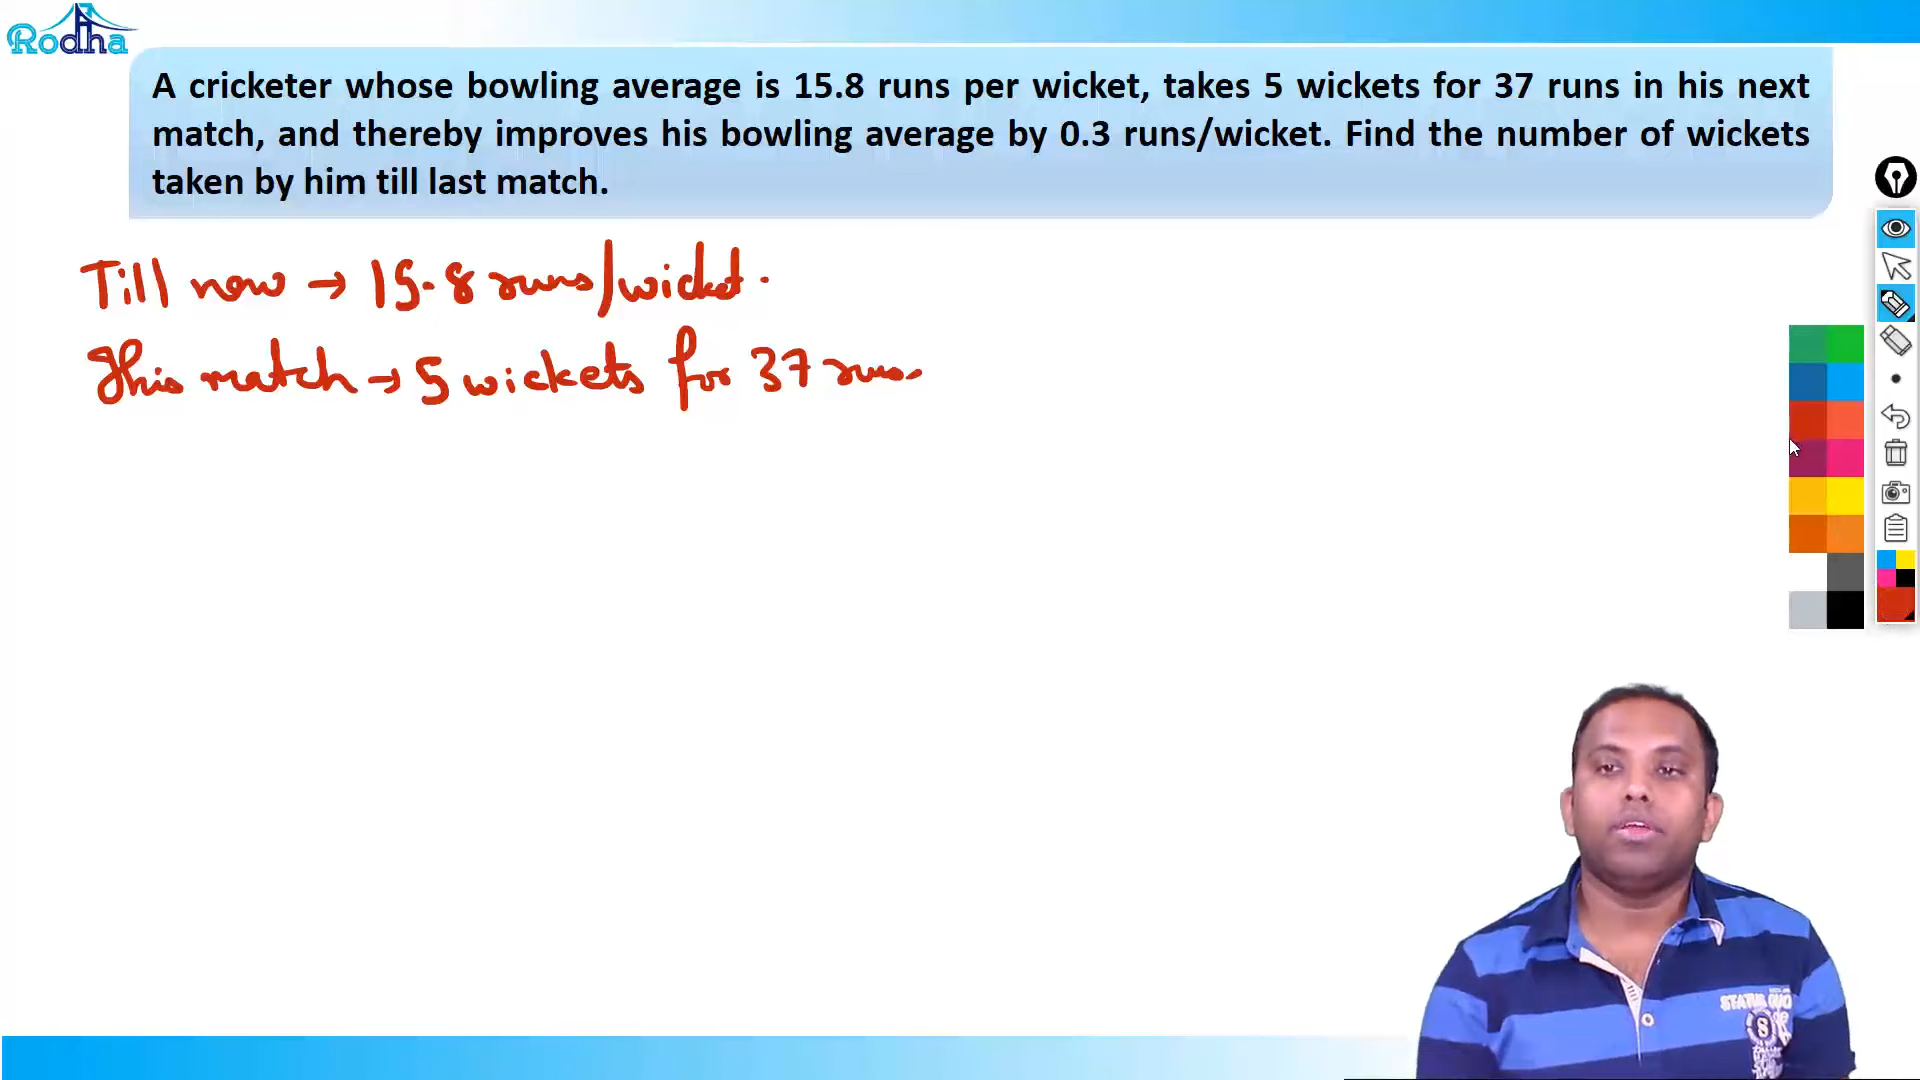 Rodha
A cricketer whose bowling average is 15.8 runs per wicket, takes 5 wickets for 37 runs in his next
match, and thereby improves his bowling average by 0.3 runs/wicket. Find the number of wickets
taken by him till last match.
Till now → 15.8 runs/wicket.
This match → 5 wickets for 37 runs.
8